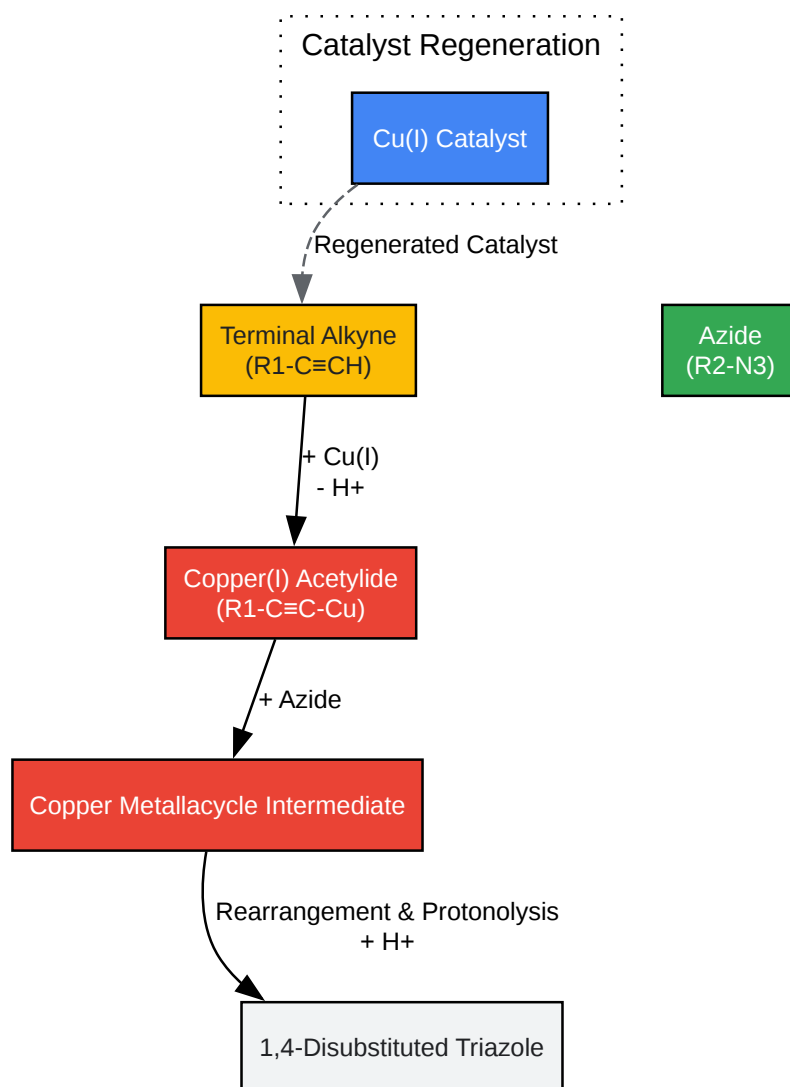 Catalyst Regeneration
Cu(I) Catalyst
Regenerated Catalyst
Terminal Alkyne
(R1-C≡CH)
Azide
(R2-N3)
+ Cu(I)
- H+
Copper(I) Acetylide
(R1-C≡C-Cu)
+ Azide
Copper Metallacycle Intermediate
Rearrangement & Protonolysis
+ H+
1,4-Disubstituted Triazole